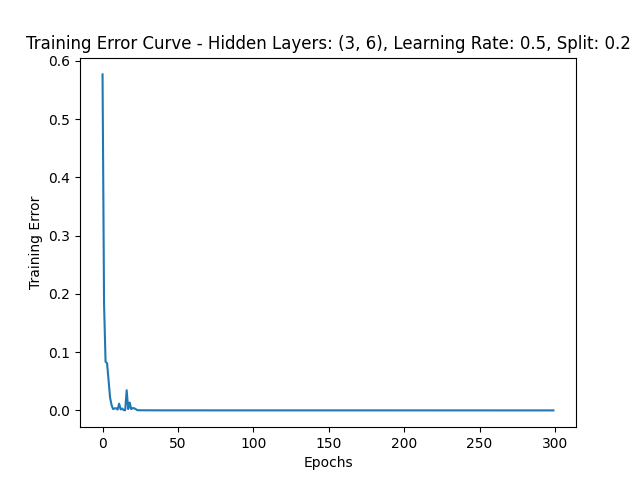 Training Error Curve - Hidden Layers: (3, 6), Learning Rate: 0.5, Split: 0.2
0.6
0.5
0.4
0.3
0.2
0.1
0.0
Training Error
0 50 100 150 200 250 300
Epochs